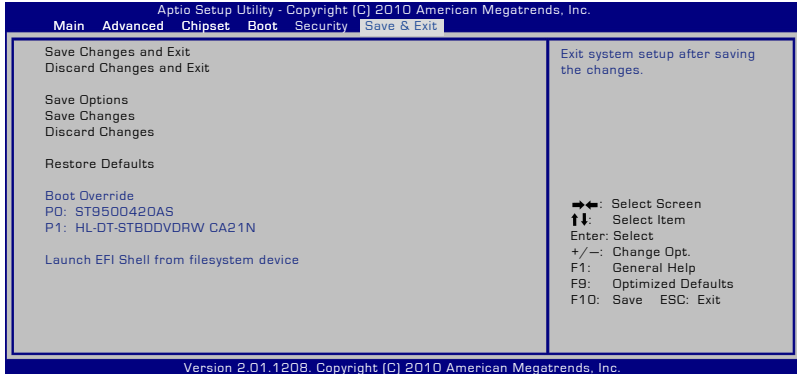 Aptio Setup Utility - Copyright (C) 2010 American Megatrends, Inc.
Main Advanced Chipset Boot Security Save & Exit
Save Changes and Exit
Discard Changes and Exit
Save Options
Save Changes
Discard Changes
Restore Defaults
Boot Override
P0: ST9500420AS
P1: HL-DT-STBDDVDRW CA21N
Launch EFI Shell from filesystem device
Exit system setup after saving
the changes.
→←: Select Screen
↑↓: Select Item
Enter: Select
+/—: Change Opt.
F1: General Help
F9: Optimized Defaults
F10: Save ESC: Exit
Version 2.01.1208. Copyright (C) 2010 American Megatrends, Inc.